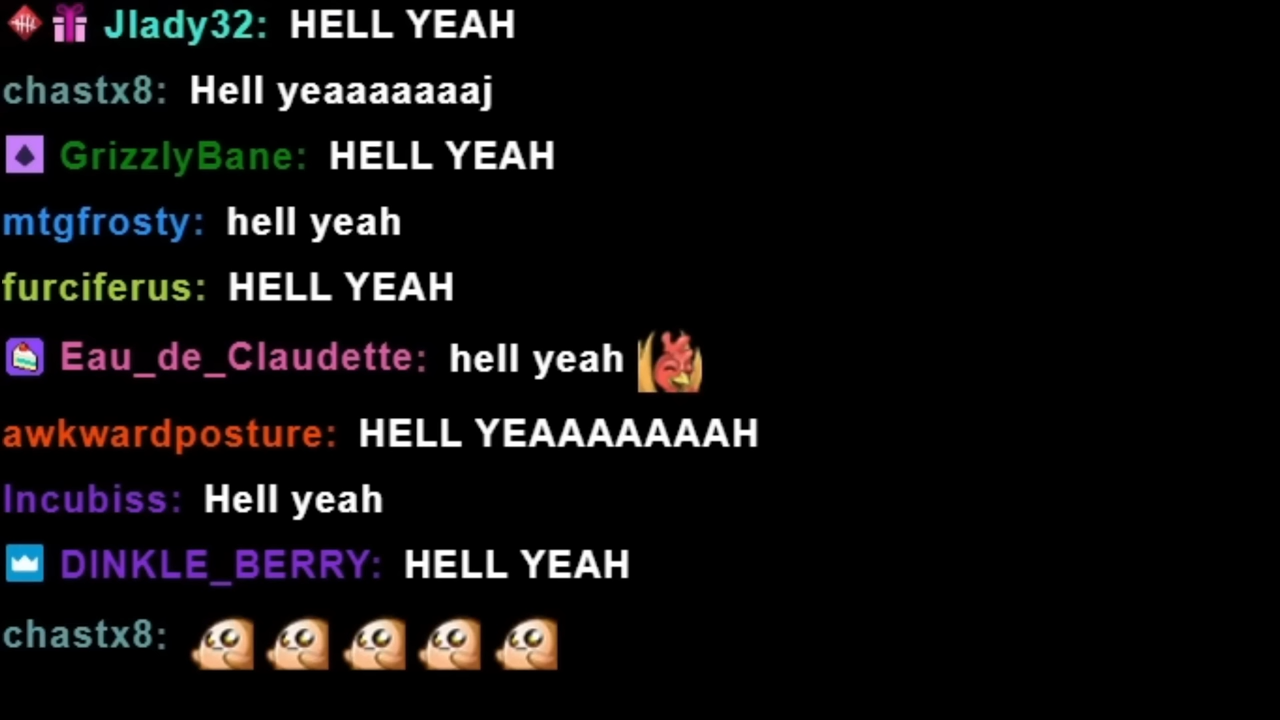 Jlady32: HELL YEAH
chastx8: Hell yeaaaaaaaj
GrizzlyBane: HELL YEAH
mtgfrosty: hell yeah
furciferus: HELL YEAH
Eau_de_Claudette: hell yeah
awkwardposture: HELL YEAAAAAAAH
Incubiss: Hell yeah
DINKLE_BERRY: HELL YEAH
chastx8: